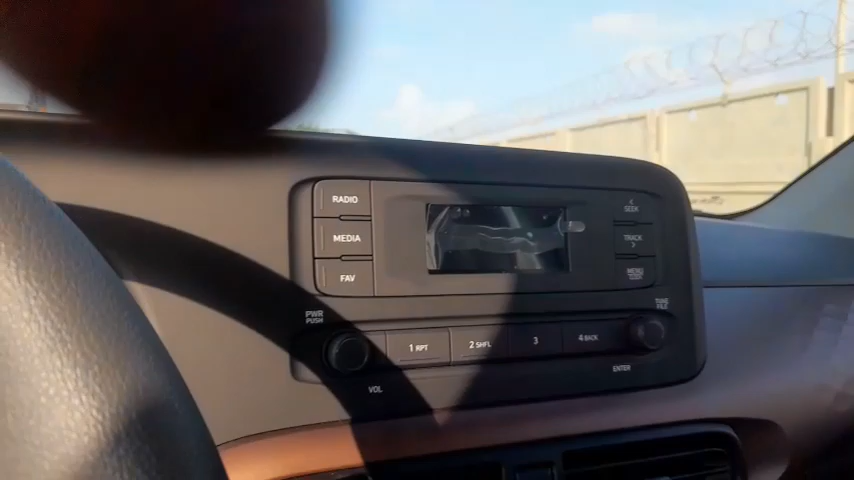 RADIO
MEDIA
FAV
<
SEEK
TRACK
>
MENU
PWR
PUSH
VOL
1 RPT
2 SHFL
3
4 BACK
TUNE
FILE
ENTER